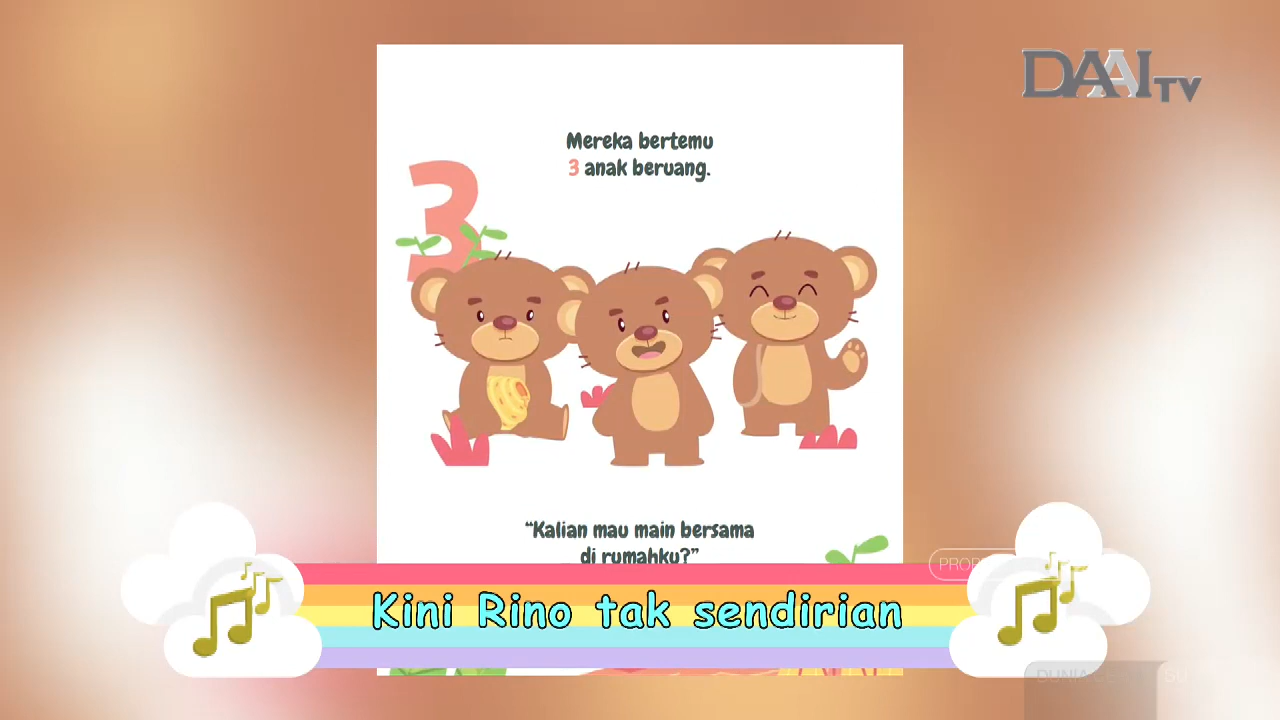 DAAI TV
Mereka bertemu
3 anak beruang.
3
“Kalian mau main bersama
di rumahku?”
Kini Rino tak sendirian